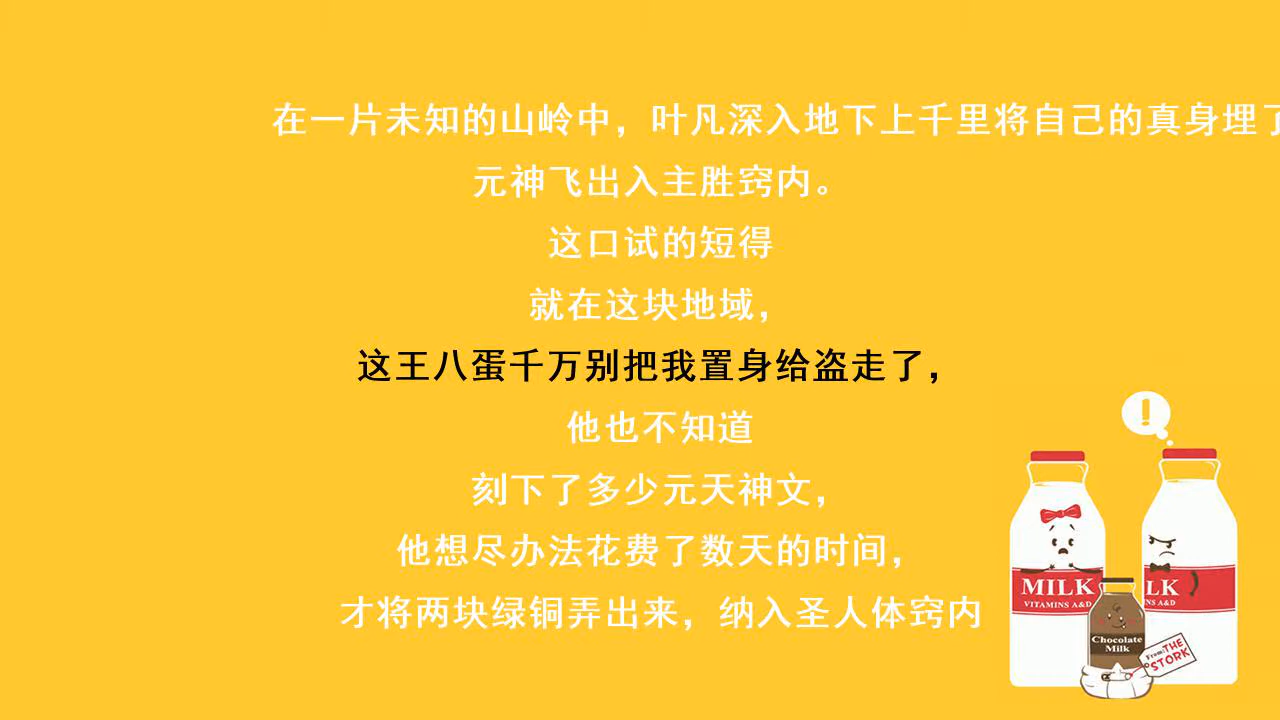 在一片未知的山岭中，叶凡深入地下上千里将自己的真身埋了
元神飞出入主胜窍内。
这口试的短得
就在这块地域，
这王八蛋千万别把我置身给盗走了，
他也不知道
刻下了多少元天神文，
他想尽办法花费了数天的时间，
才将两块绿铜弄出来，纳入圣人体窍内
!
MILK
VITAMINS A&D
LK
NS A&D
Chocolate
Milk
From: THE
STORK